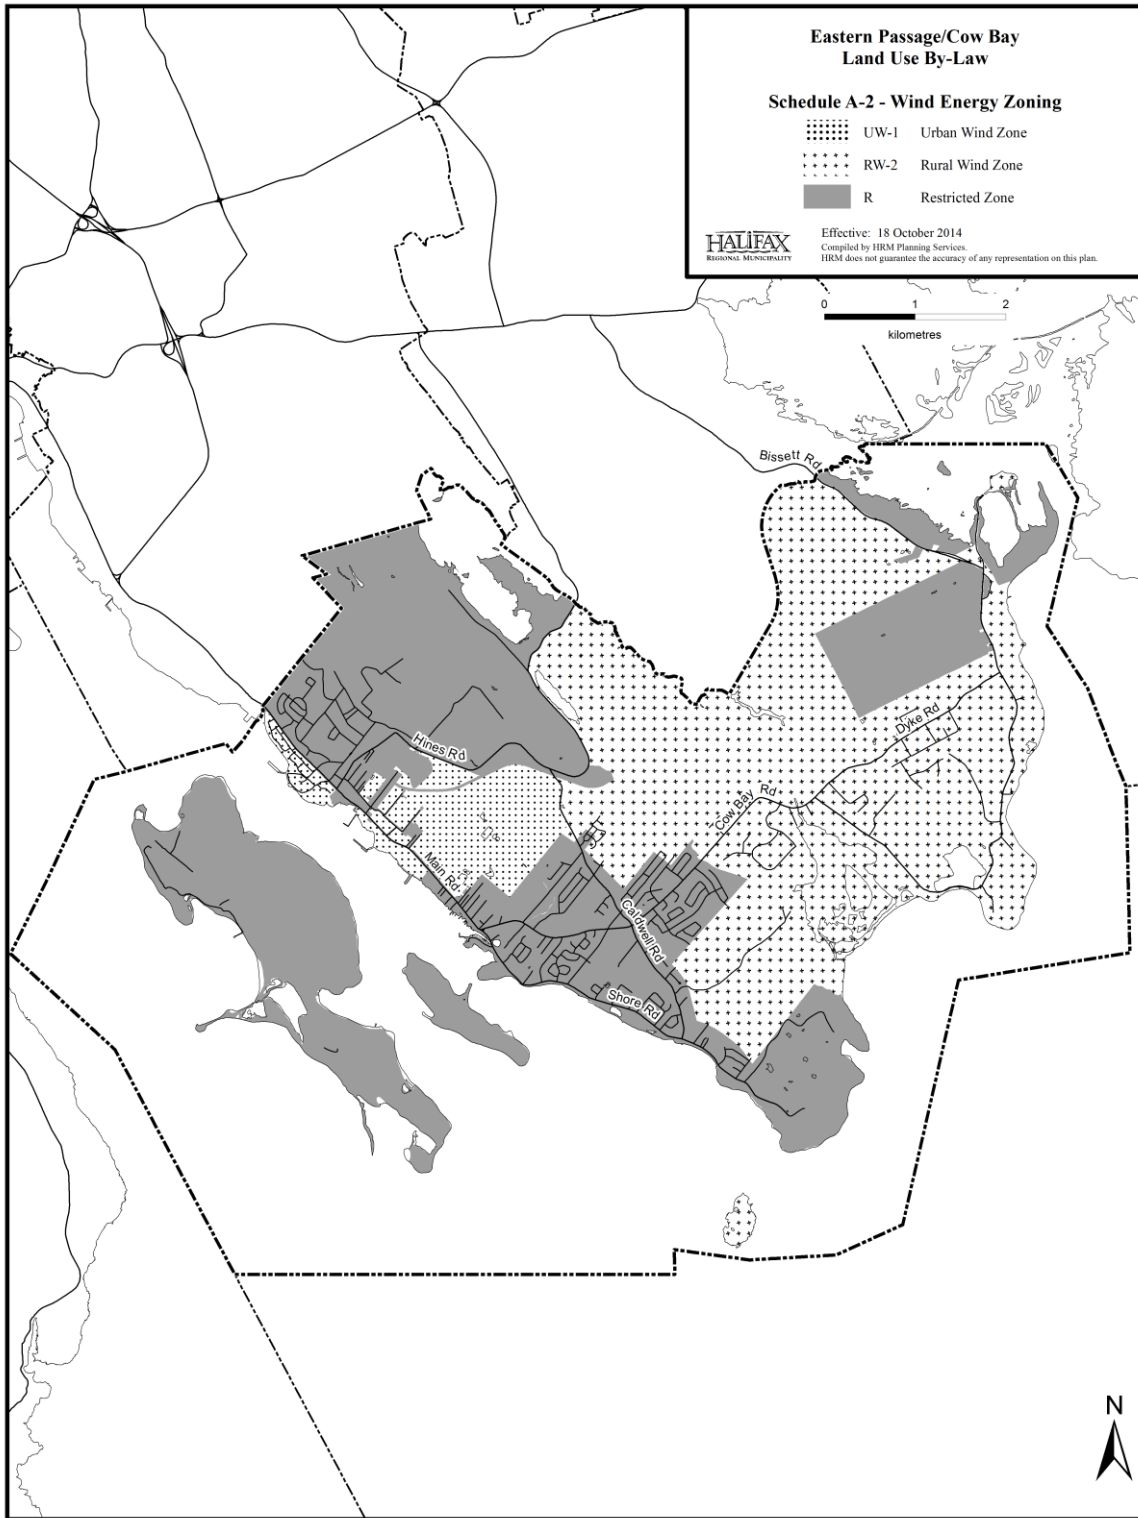 Eastern Passage/Cow Bay
Land Use By-Law
Schedule A-2 - Wind Energy Zoning
UW-1 Urban Wind Zone
RW-2 Rural Wind Zone
R Restricted Zone
HALIFAX
REGIONAL MUNICIPALITY
Effective: 18 October 2014
Compiled by HRM Planning Services.
HRM does not guarantee the accuracy of any representation on this plan.
0 1 2
kilometres
Bissett Rd
Dyke Rd
Hines Rd
Cow Bay Rd
Main Rd
Caldwell Rd
Shore Rd
N